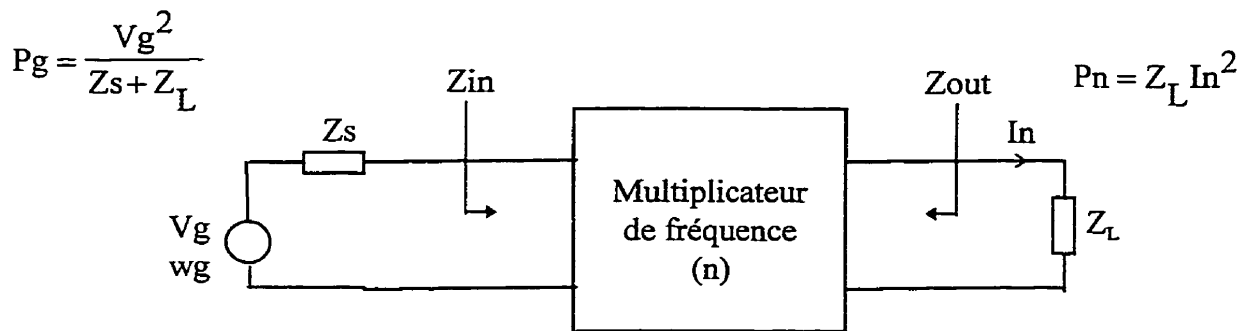 Pg = Vg² / Zs + Z_L
Pn = Z_L In²
Zin
Zout
Zs
In
Multiplicateur
de fréquence
(n)
Vg
wg
Z_L